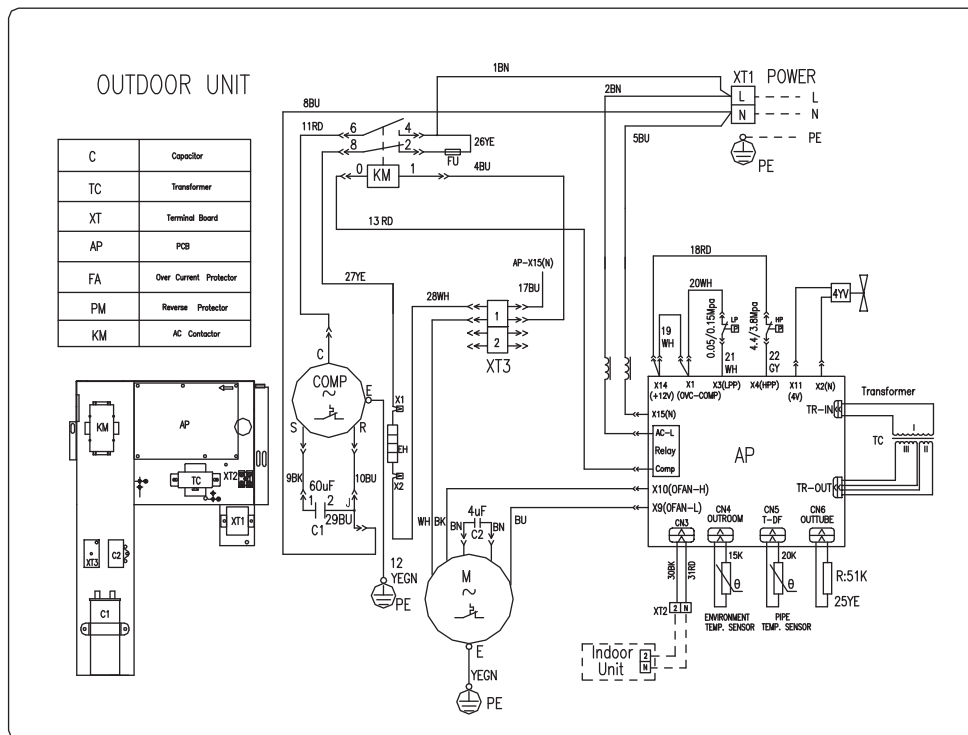 OUTDOOR UNIT
C Capacitor
TC Transformer
XT Terminal Board
AP PCB
FA Over Current Protector
PM Reverse Protector
KM AC Contactor
1BN
2BN
XT1 POWER
L L
N N
PE
PE
8BU
5BU
11RD
6 4
26YE
8 2
FU
0 KM 1
4BU
13 RD
AP-X15(N)
17BU
27YE
28WH
1
2
XT3
18RD
20WH
19
WH
0.05/0.15Mpa
LP
P
4.4/3.8Mpa
HP
P
4YV
21
WH
22
GY
C
COMP
~
E
S R
X1
EH
X2
9BK
60uF
10BU
1 2
J
C1
29BU
12
YEGN
PE
WH
BK
BN
4uF
C2
BN
BU
M
~
E
YEGN
PE
X14
(+12V)
X1
(OVC-COMP)
X3(LPP)
X4(HPP)
X11
(4V)
X2(N)
X15(N)
AC-L
Relay
Comp
AP
X10(OFAN-H)
X9(OFAN-L)
TR-IN
TR-OUT
Transformer
TC
I
II
III
CN3
CN4
OUTROOM
CN5
T-DF
CN6
OUTTUBE
30BK
31RD
15K
θ
20K
θ
R:51K
25YE
XT2
2 N
ENVIRONMENT
TEMP. SENSOR
PIPE
TEMP. SENSOR
Indoor
Unit
2
N
KM
AP
TC
XT2
XT1
XT3
C2
C1